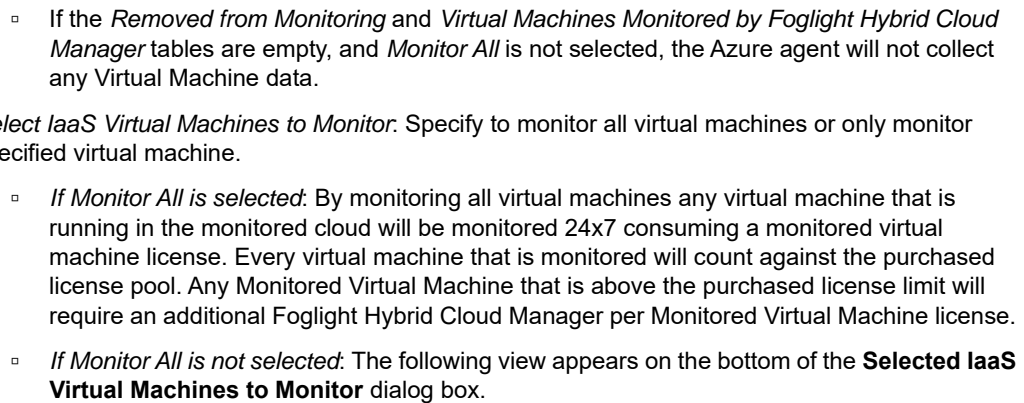 ▫ If the Removed from Monitoring and Virtual Machines Monitored by Foglight Hybrid Cloud
Manager tables are empty, and Monitor All is not selected, the Azure agent will not collect
any Virtual Machine data.
elect IaaS Virtual Machines to Monitor: Specify to monitor all virtual machines or only monitor
ecified virtual machine.
▫ If Monitor All is selected: By monitoring all virtual machines any virtual machine that is
running in the monitored cloud will be monitored 24x7 consuming a monitored virtual
machine license. Every virtual machine that is monitored will count against the purchased
license pool. Any Monitored Virtual Machine that is above the purchased license limit will
require an additional Foglight Hybrid Cloud Manager per Monitored Virtual Machine license.
▫ If Monitor All is not selected: The following view appears on the bottom of the Selected IaaS
Virtual Machines to Monitor dialog box.